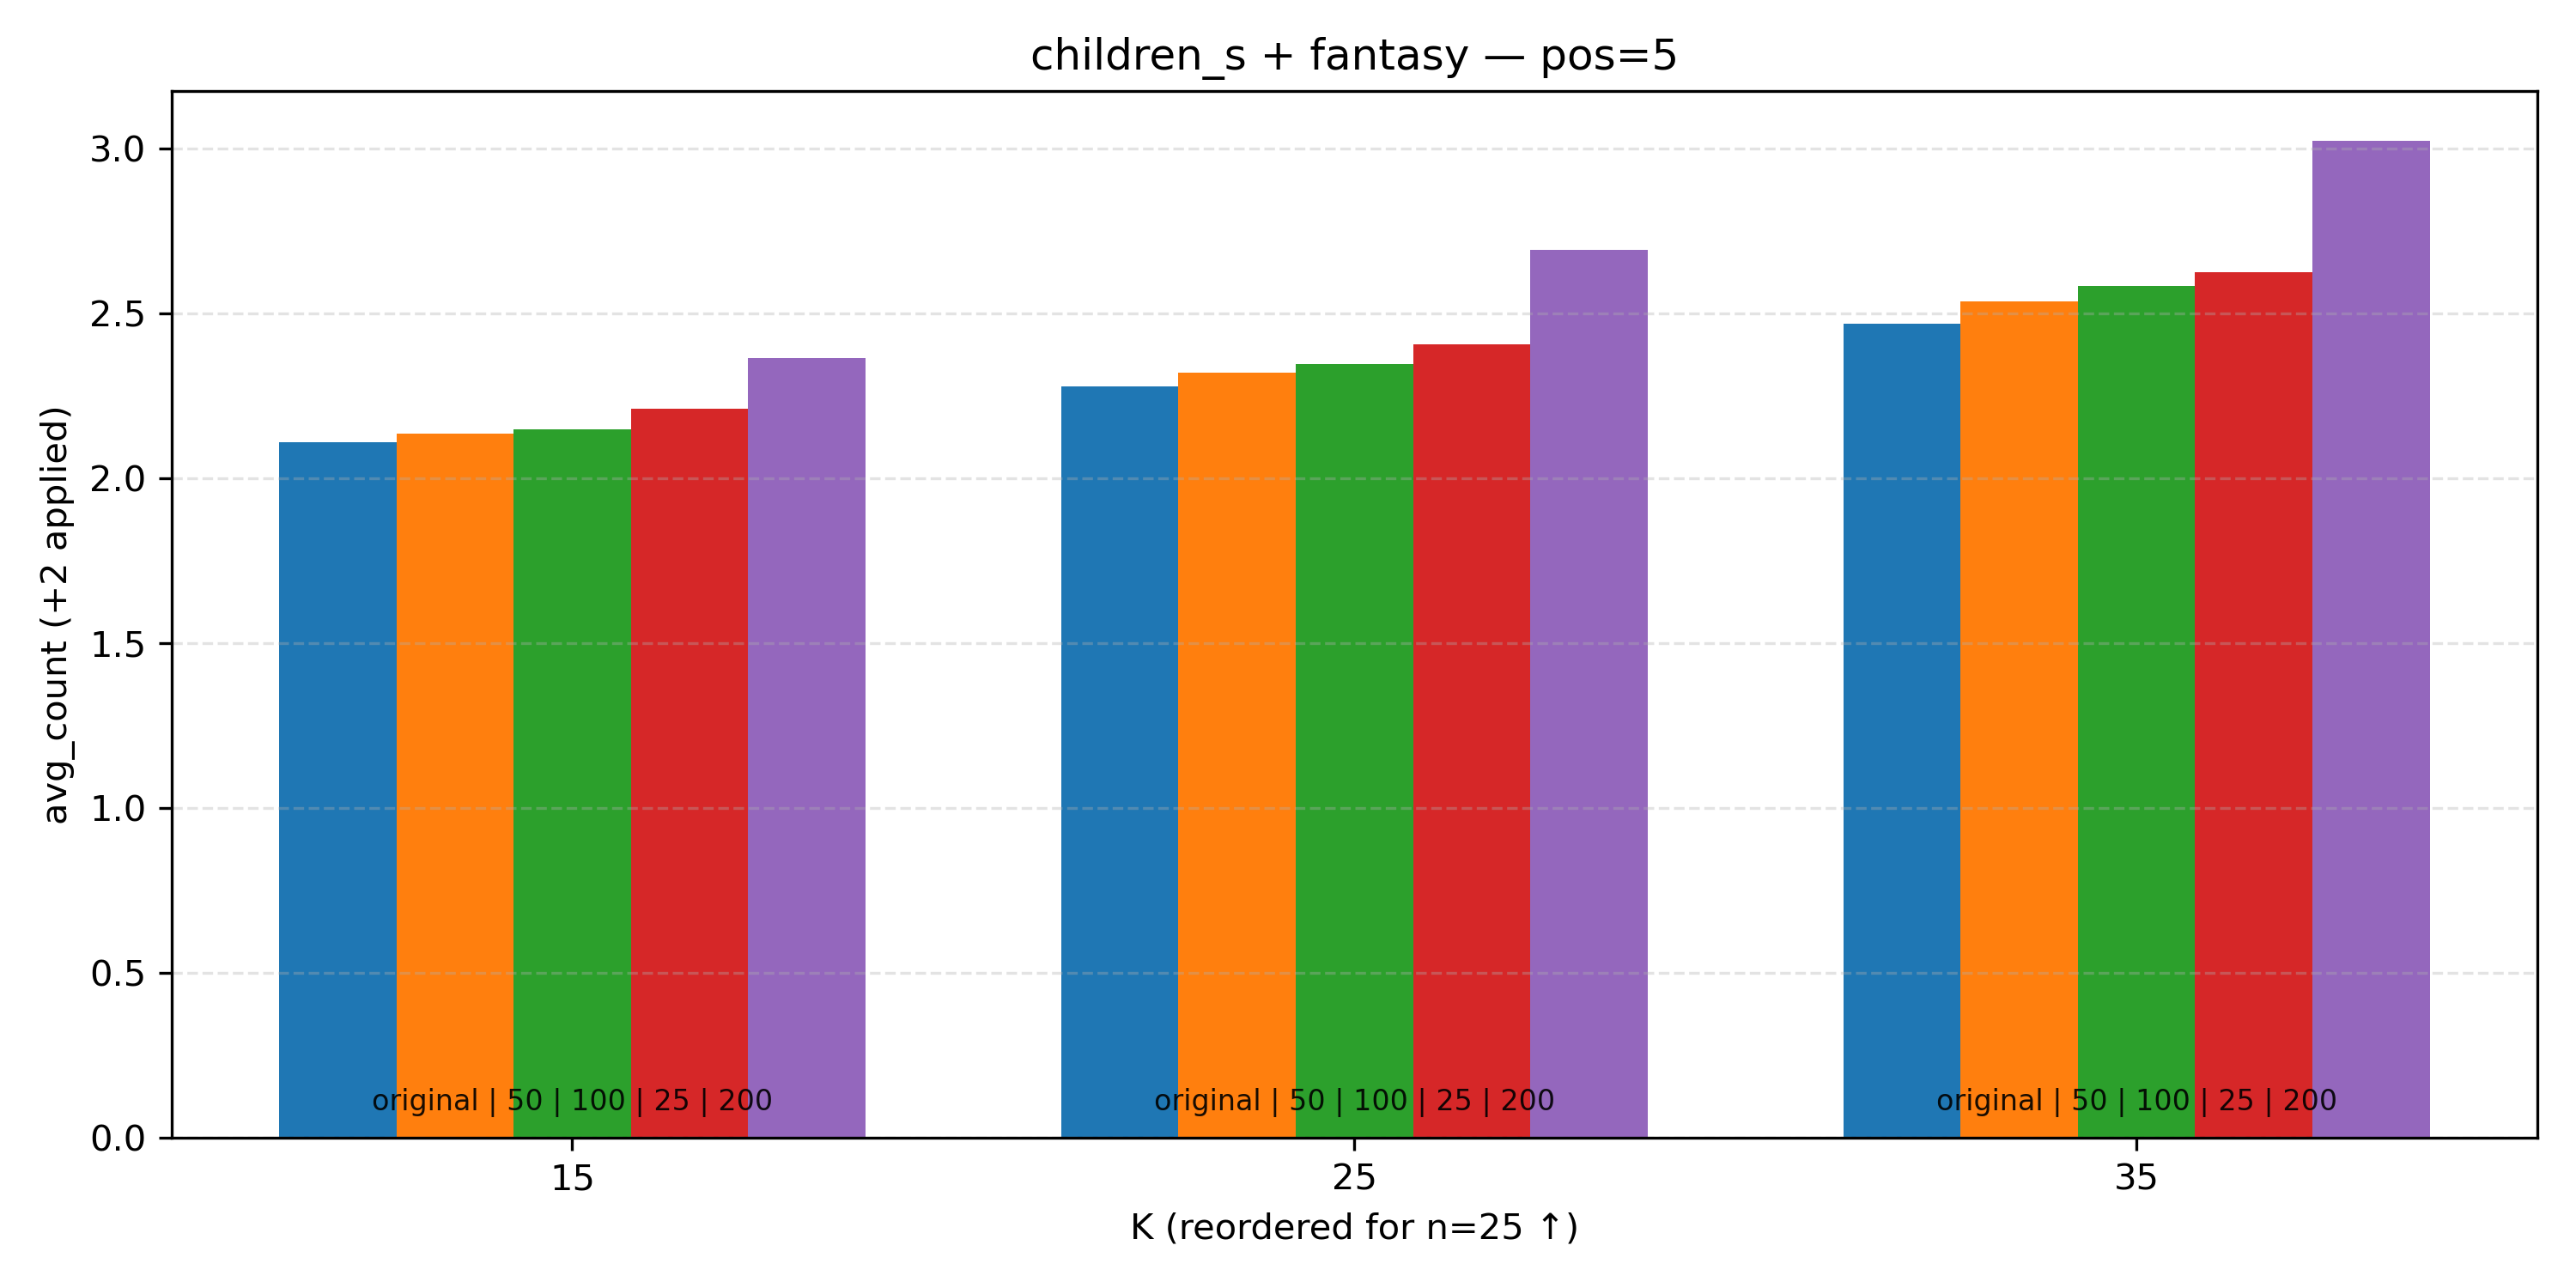 children_s + fantasy — pos=5
avg_count (+2 applied)
3.0
2.5
2.0
1.5
1.0
0.5
0.0
original | 50 | 100 | 25 | 200
original | 50 | 100 | 25 | 200
original | 50 | 100 | 25 | 200
15
25
35
K (reordered for n=25 ↑)